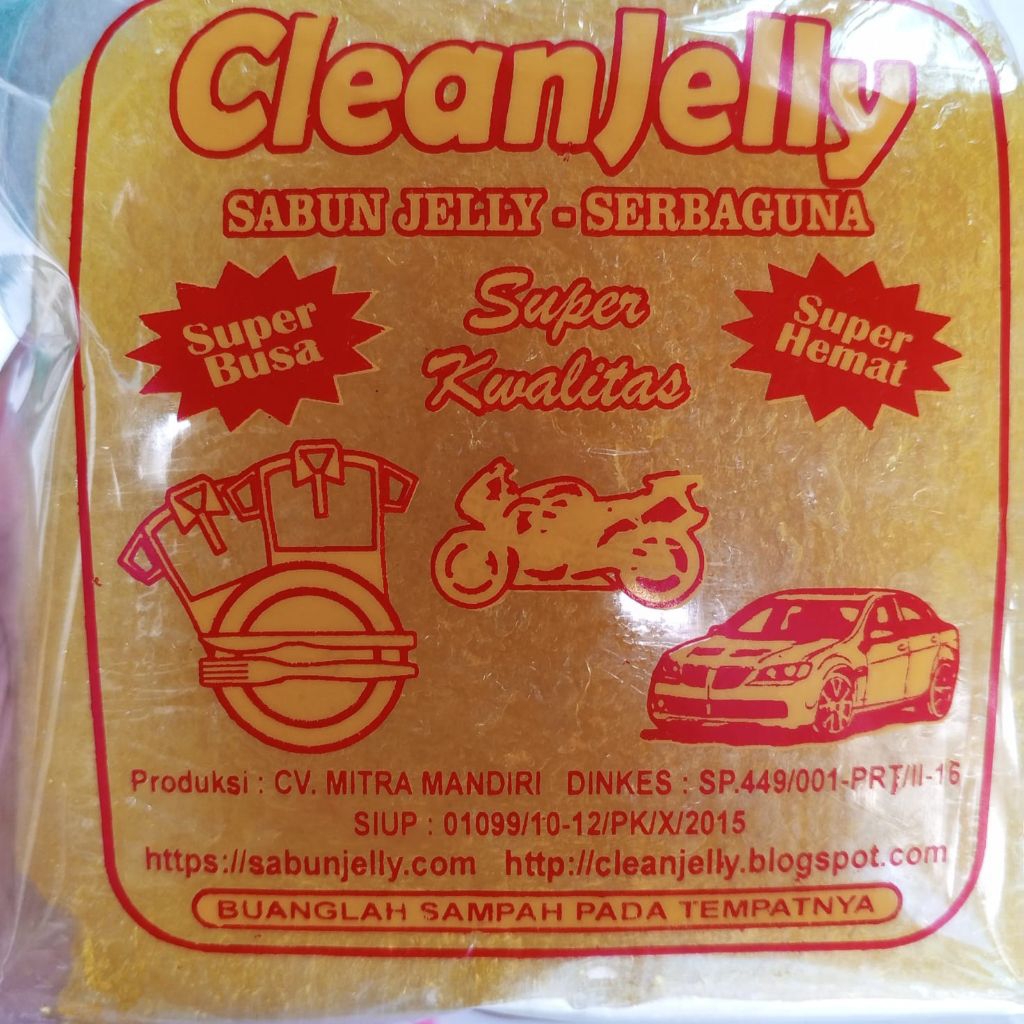 CleanJelly
SABUN JELLY - SERBAGUNA
Super Busa
Super Kwalitas
Super Hemat
Produksi : CV. MITRA MANDIRI DINKES : SP.449/001-PRT/II-16
SIUP : 01099/10-12/PK/X/2015
https://sabunjelly.com http://cleanjelly.blogspot.com
BUANGLAH SAMPAH PADA TEMPATNYA